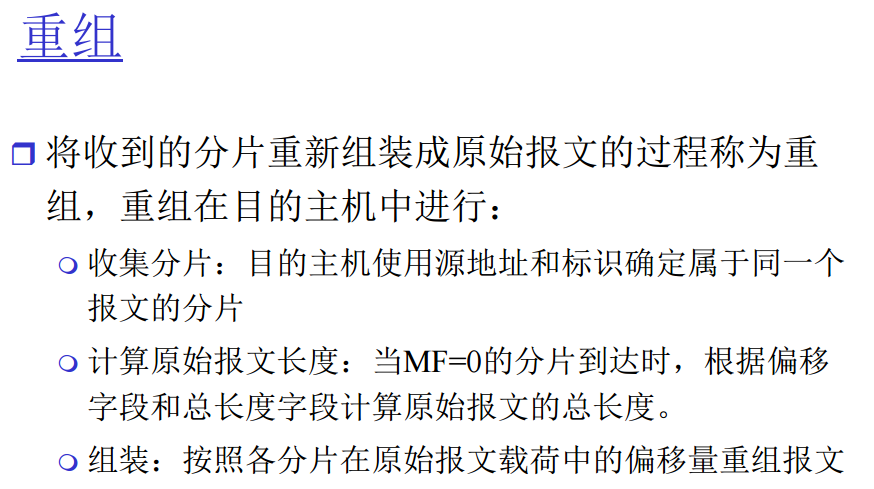 重组
将收到的分片重新组装成原始报文的过程称为重
组，重组在目的主机中进行：
收集分片：目的主机使用源地址和标识确定属于同一个
报文的分片
计算原始报文长度：当MF=0的分片到达时，根据偏移
字段和总长度字段计算原始报文的总长度。
组装：按照各分片在原始报文载荷中的偏移量重组报文